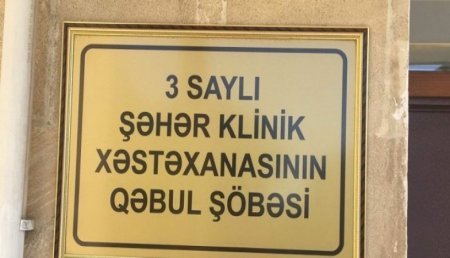 3 SAYLI
ŞƏHƏR KLİNİK
XƏSTƏXANASININ
QƏBUL ŞÖBƏSİ